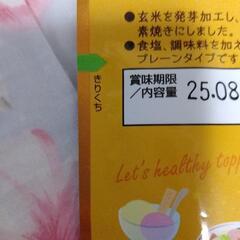 ●玄米を発芽加工し、
素焼きにしました。
●食塩、調味料を加え
プレーンタイプです
きりくち
賞味期限
/内容量
25.08
Let's healthy topp